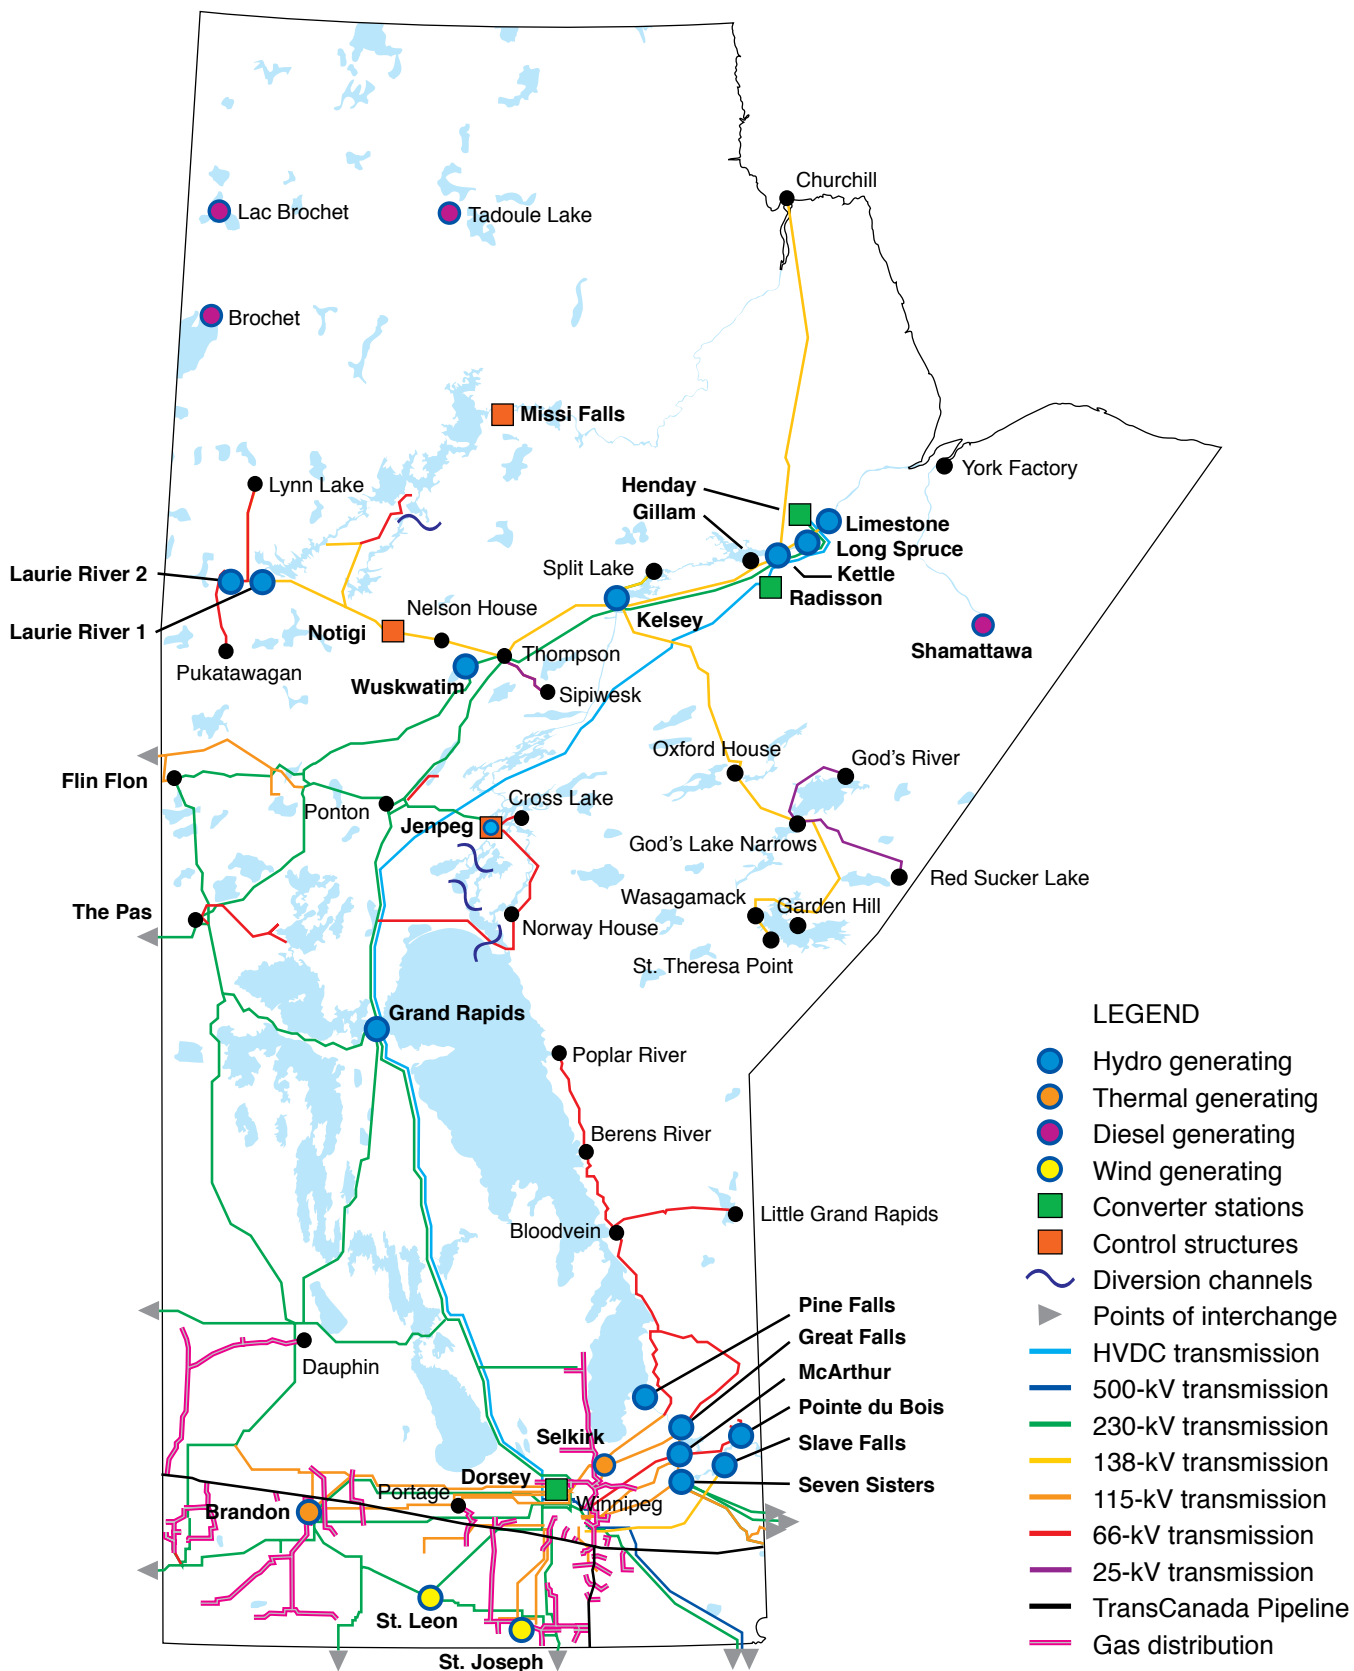 Churchill
Lac Brochet
Tadoule Lake
Brochet
Missi Falls
York Factory
Lynn Lake
Henday
Gillam
Limestone
Long Spruce
Kettle
Radisson
Split Lake
Laurie River 2
Nelson House
Kelsey
Laurie River 1
Notigi
Shamattawa
Thompson
Pukatawagan
Wuskwatim
Sipiwesk
Oxford House
God's River
Flin Flon
Ponton
Cross Lake
Jenpeg
God's Lake Narrows
Red Sucker Lake
Wasagamack
Garden Hill
The Pas
Norway House
St. Theresa Point
Grand Rapids
Poplar River
Berens River
Little Grand Rapids
Bloodvein
Pine Falls
Great Falls
Dauphin
McArthur
Pointe du Bois
Selkirk
Slave Falls
Dorsey
Seven Sisters
Portage
Winnipeg
Brandon
St. Leon
St. Joseph
LEGEND
Hydro generating
Thermal generating
Diesel generating
Wind generating
Converter stations
Control structures
Diversion channels
Points of interchange
HVDC transmission
500-kV transmission
230-kV transmission
138-kV transmission
115-kV transmission
66-kV transmission
25-kV transmission
TransCanada Pipeline
Gas distribution